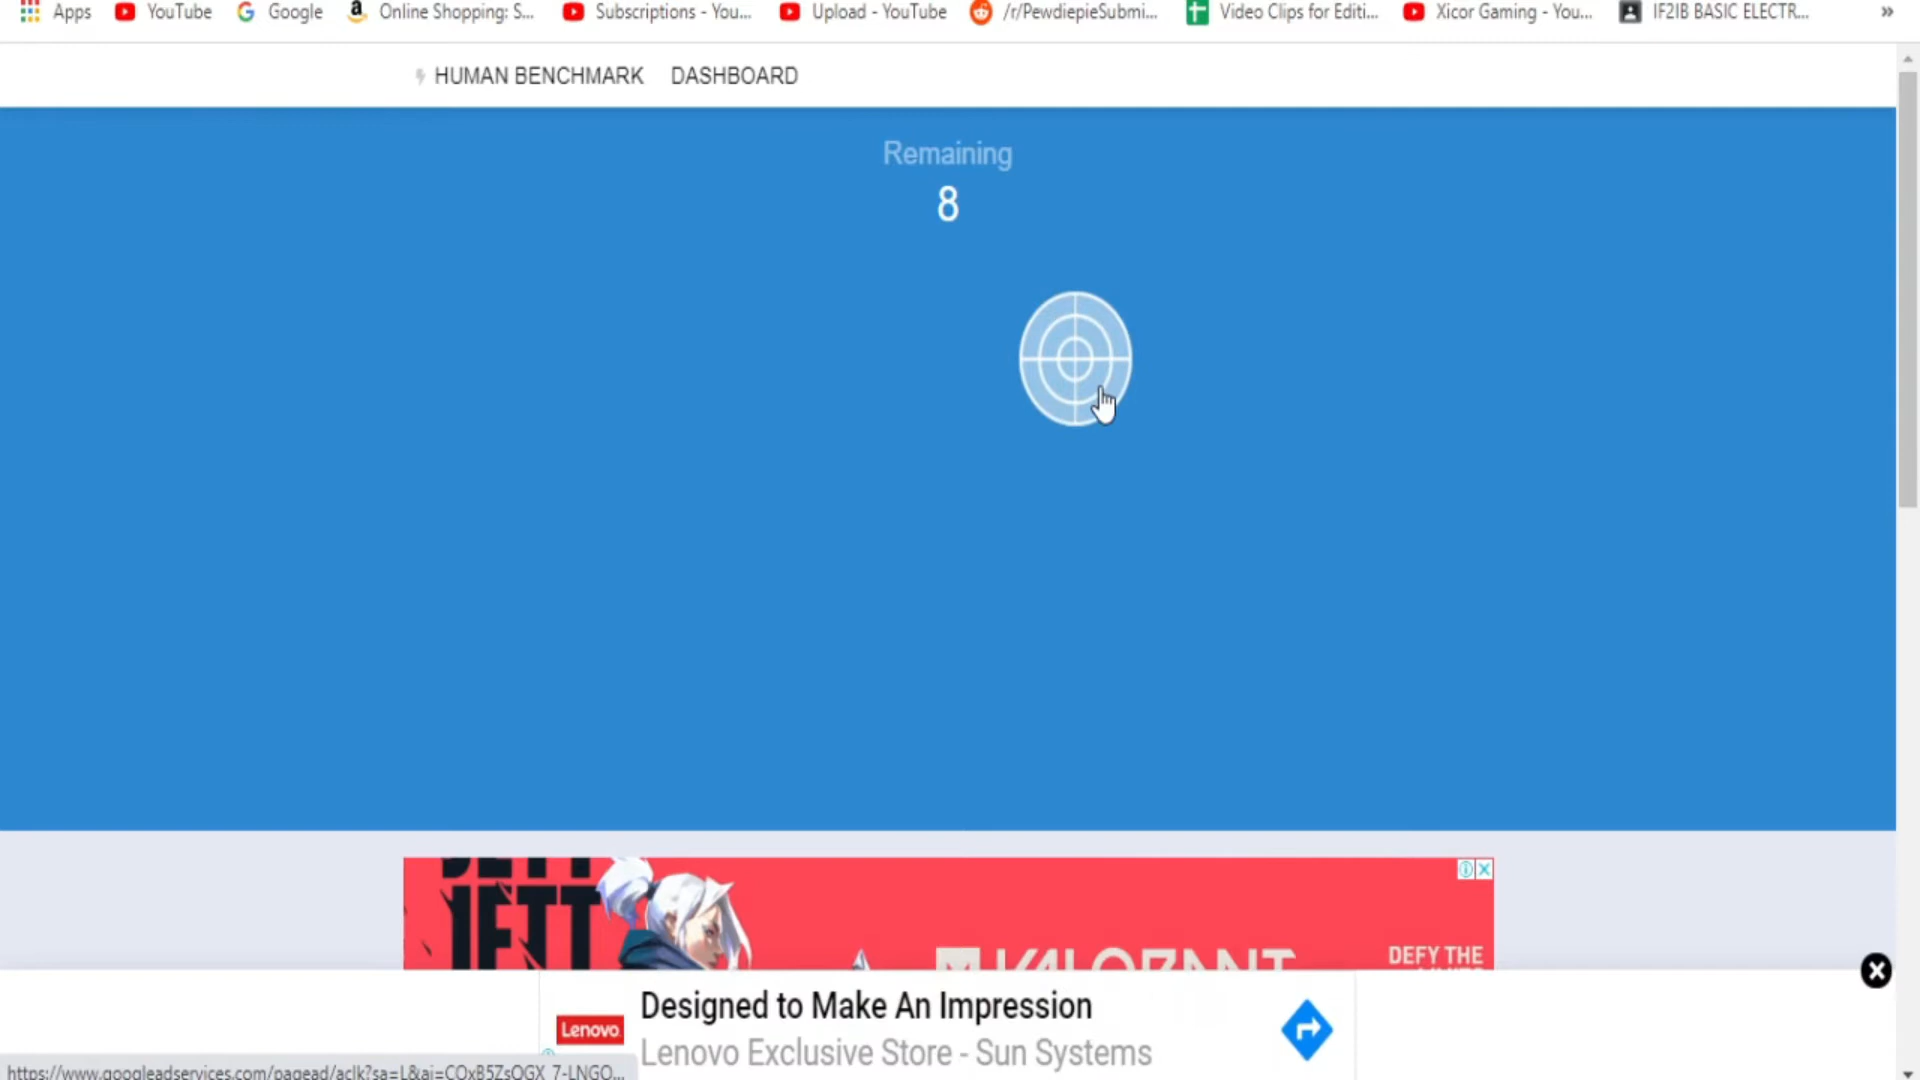 Apps YouTube Google Online Shopping: S... Subscriptions - You... Upload - YouTube /r/PewdiepieSubmi... Video Clips for Editi... Xicor Gaming - You... IF2IB BASIC ELECTR... »
HUMAN BENCHMARK DASHBOARD
Remaining
8
JETT
VALORANT
DEFY THE
Designed to Make An Impression
Lenovo
Lenovo Exclusive Store - Sun Systems